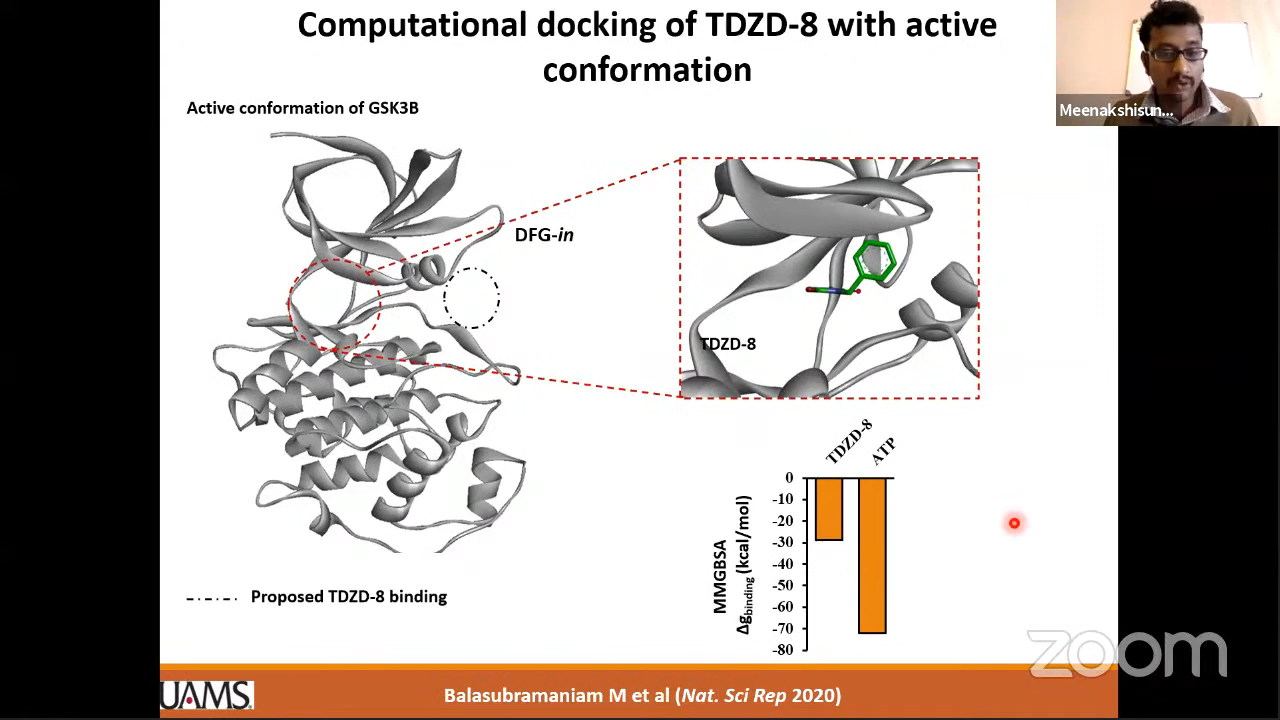 Computational docking of TDZD-8 with active
conformation
Meenakshisun...
Active conformation of GSK3B
DFG-in
TDZD-8
TDZD-8
ATP
0
-10
-20
-30
-40
-50
-60
-70
-80
MMGBSA
Δgbinding (kcal/mol)
Proposed TDZD-8 binding
zoom
UAMS
Balasubramaniam M et al (Nat. Sci Rep 2020)